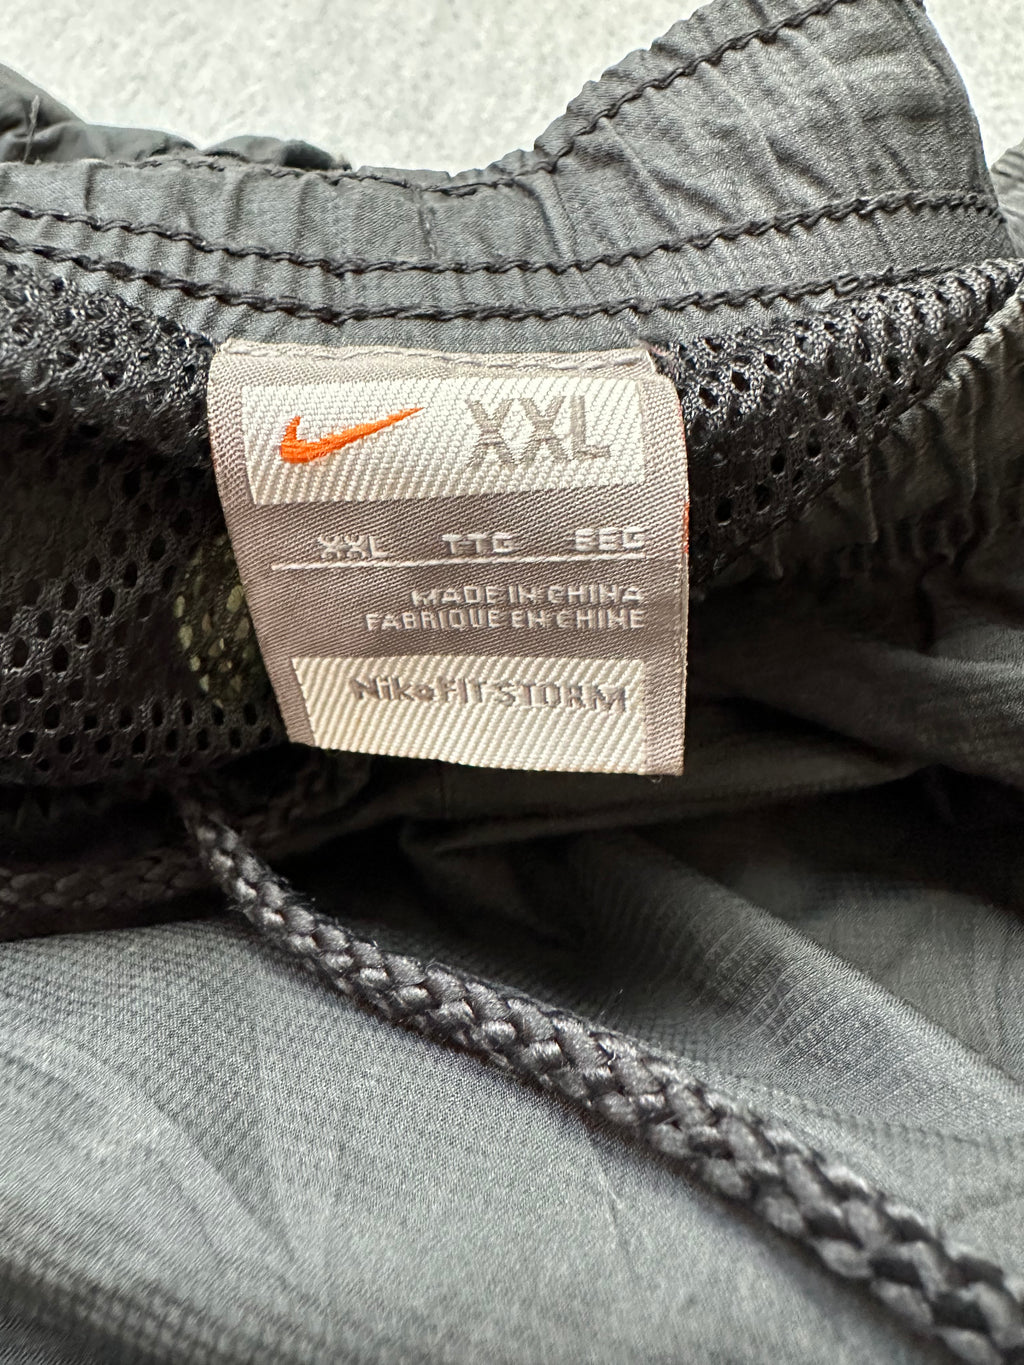 XXL
XXL TTG EEG
MADE IN CHINA
FABRIQUE EN CHINE
Nike FIT STORM